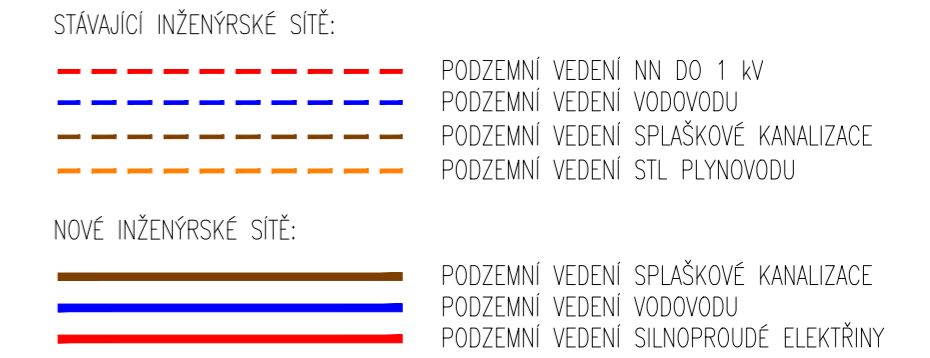 STÁVAJÍCÍ INŽENÝRSKÉ SÍTĚ:
PODZEMNÍ VEDENÍ NN DO 1 kV
PODZEMNÍ VEDENÍ VODOVODU
PODZEMNÍ VEDENÍ SPLAŠKOVÉ KANALIZACE
PODZEMNÍ VEDENÍ STL PLYNOVODU
NOVÉ INŽENÝRSKÉ SÍTĚ:
PODZEMNÍ VEDENÍ SPLAŠKOVÉ KANALIZACE
PODZEMNÍ VEDENÍ VODOVODU
PODZEMNÍ VEDENÍ SILNOPROUDÉ ELEKTŘINY